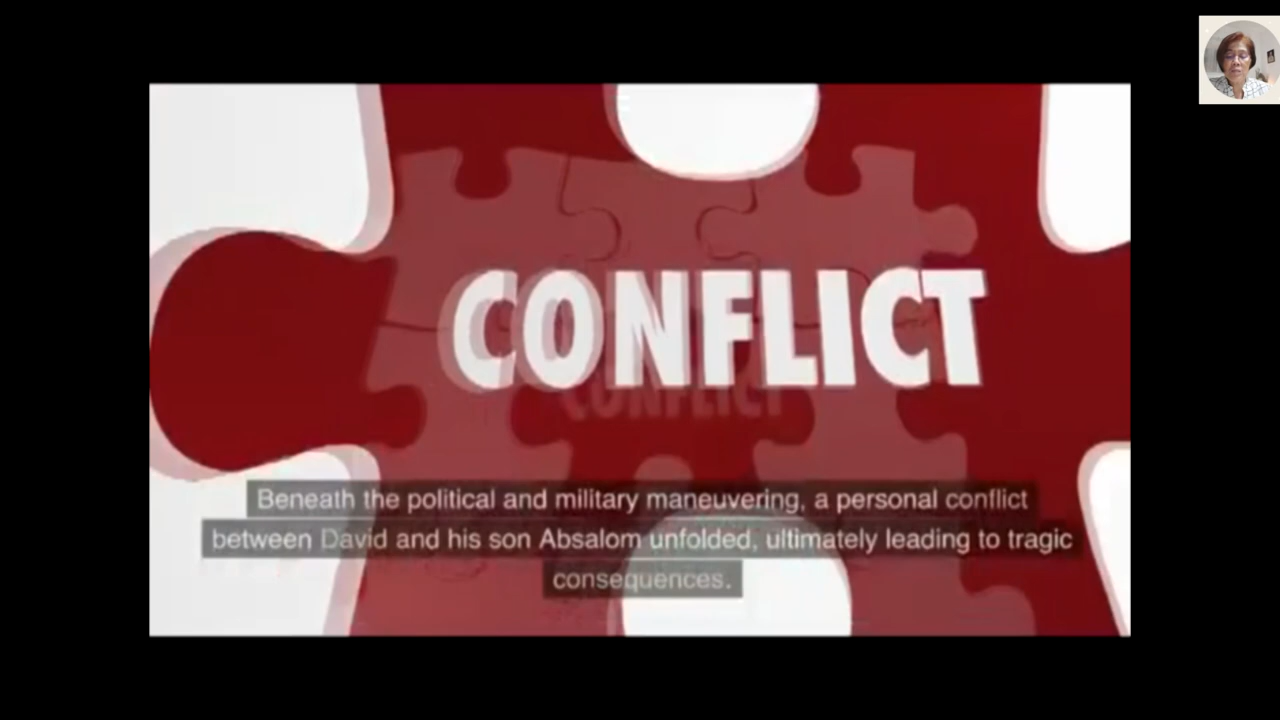 CONFLICT
CONFLICT
Beneath the political and military maneuvering, a personal conflict
between David and his son Absalom unfolded, ultimately leading to tragic
consequences.